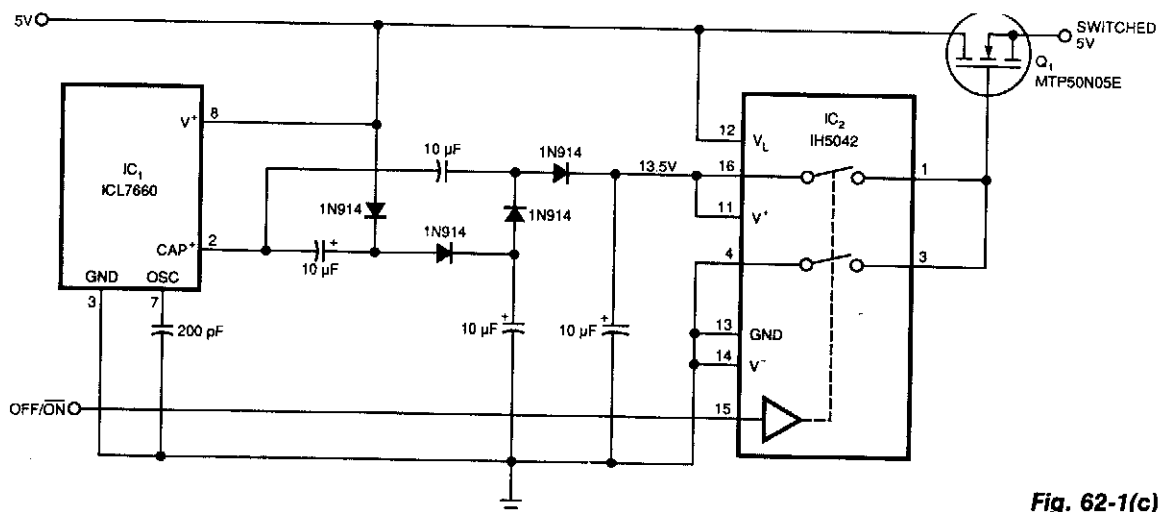 5V
SWITCHED
5V
Q1
MTP50N05E
IC1
ICL7660
V+
8
CAP+
2
GND
OSC
3
7
200 pF
10 µF
1N914
13.5V
1N914
1N914
1N914
10 µF
+
10 µF
+
10 µF
+
IC2
IH5042
12
VL
16
1
11
V+
4
3
13
GND
14
V-
15
OFF/O̅N̅
Fig. 62-1(c)